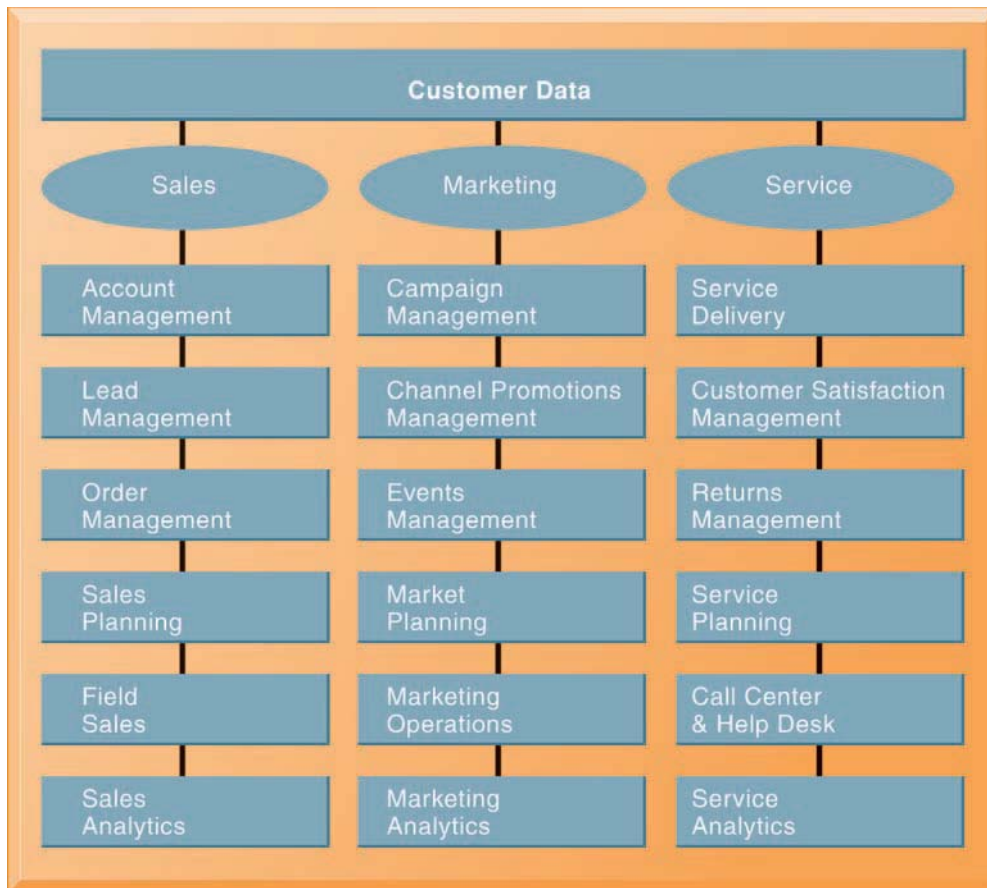 Customer Data
Sales
Marketing
Service
Account
Management
Campaign
Management
Service
Delivery
Lead
Management
Channel Promotions
Management
Customer Satisfaction
Management
Order
Management
Events
Management
Returns
Management
Sales
Planning
Market
Planning
Service
Planning
Field
Sales
Marketing
Operations
Call Center
& Help Desk
Sales
Analytics
Marketing
Analytics
Service
Analytics